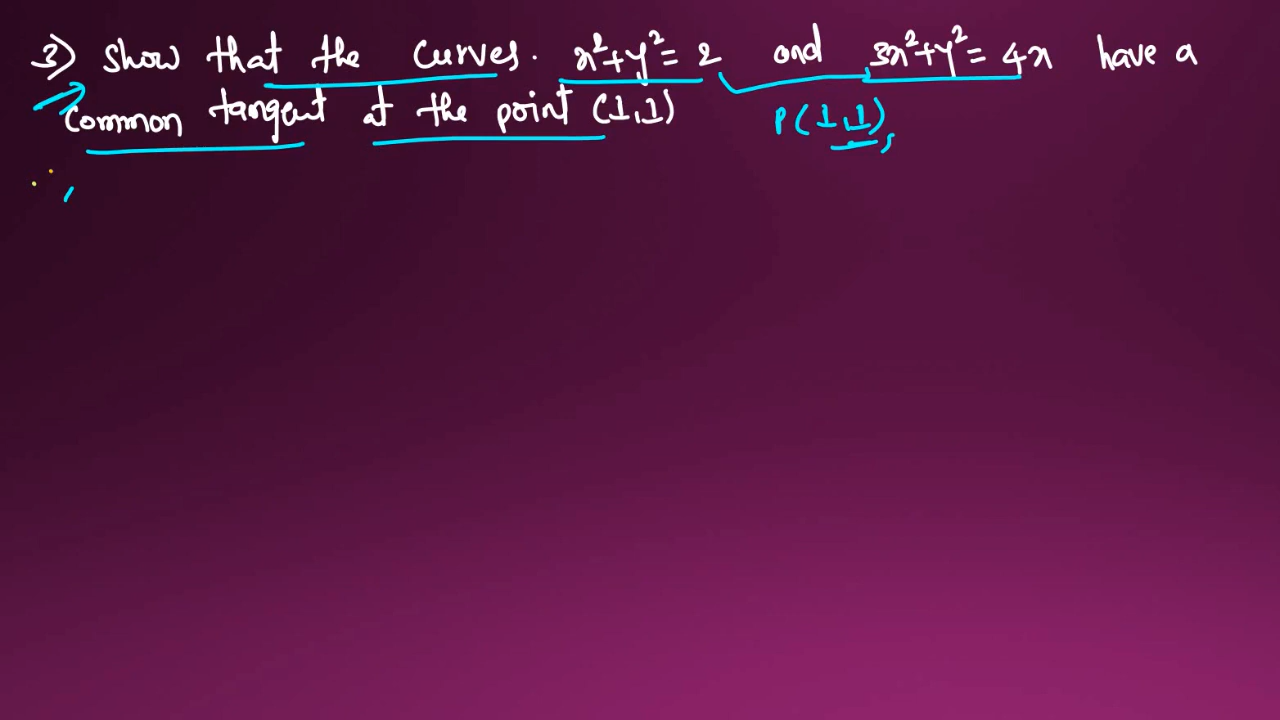 3) Show that the curves. x²+y²=2 and 3x²+y²=4x have a
common tangent at the point (1,1) P(1,1),